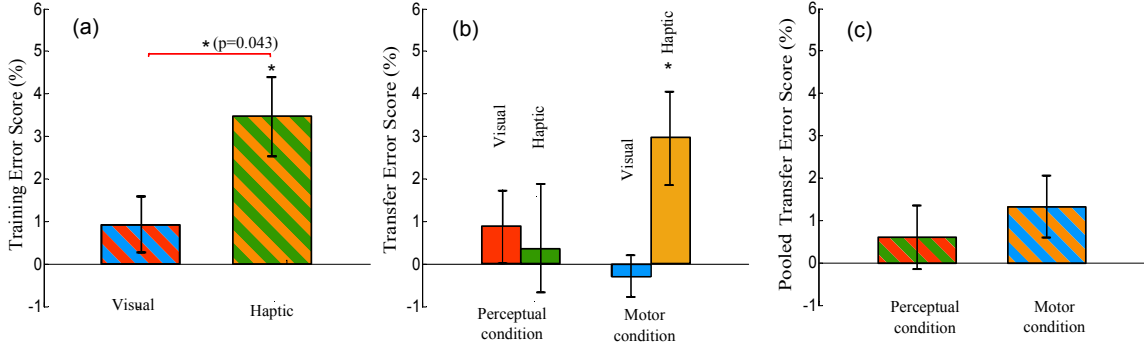 (a)
Training Error Score (%)
6
5
4
3
2
1
0
-1
* (p=0.043)
*
Visual
Haptic
(b)
Transfer Error Score (%)
6
5
4
3
2
1
0
-1
Visual
Haptic
Visual
* Haptic
Perceptual
condition
Motor
condition
(c)
Pooled Transfer Error Score (%)
6
5
4
3
2
1
0
-1
Perceptual
condition
Motor
condition